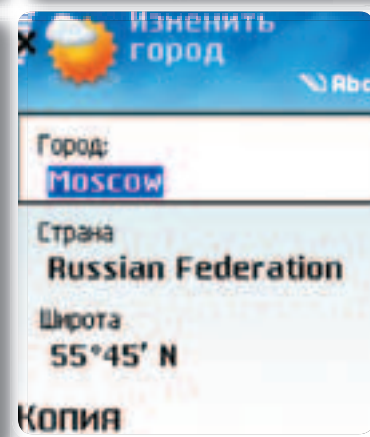 Изменить
город
Abc
Город:
Moscow
Страна
Russian Federation
Широта
55°45' N
Копия